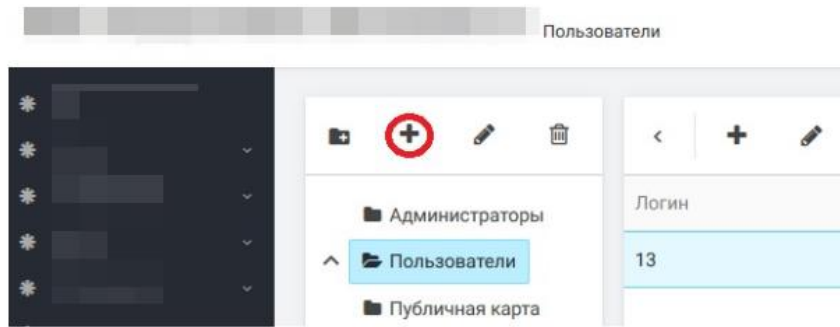 Пользователи
Администраторы
Пользователи
Публичная карта
Логин
13